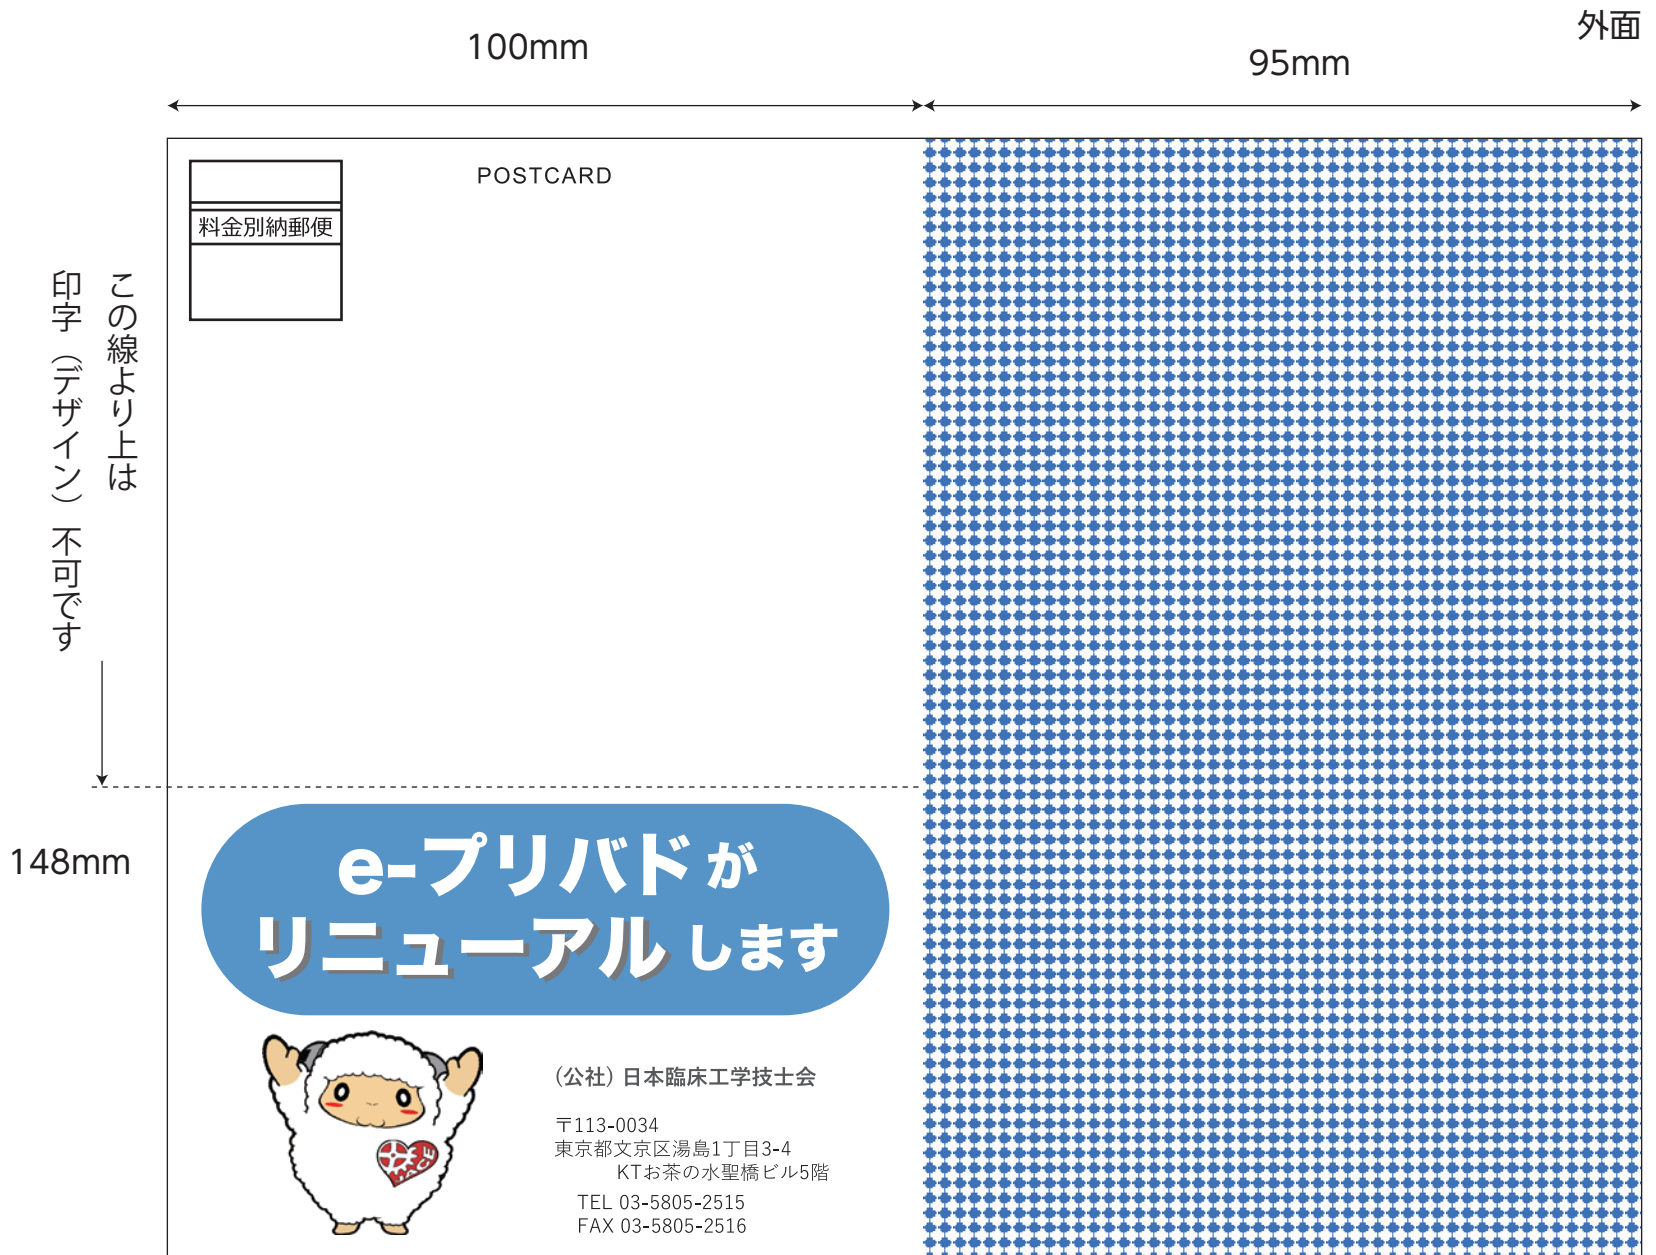 外面
100mm
95mm
POSTCARD
料金別納郵便
この線より上は
印字（デザイン）不可です
148mm
e-プリバドが
リニューアルします
(公社) 日本臨床工学技士会
〒113-0034
東京都文京区湯島1丁目3-4
KTお茶の水聖橋ビル5階
TEL 03-5805-2515
FAX 03-5805-2516